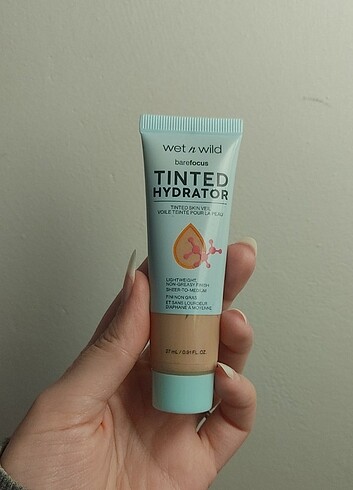 wet n wild
barefocus
TINTED
HYDRATOR
TINTED SKIN VEIL
VOILE TEINTÉ POUR LA PEAU
LIGHTWEIGHT,
NON-GREASY FINISH
SHEER-TO-MEDIUM
FINI NON GRAS
ET SANS LOURDEUR
DIAPHANE À MOYENNE
27 mL / 0.91 FL. OZ.